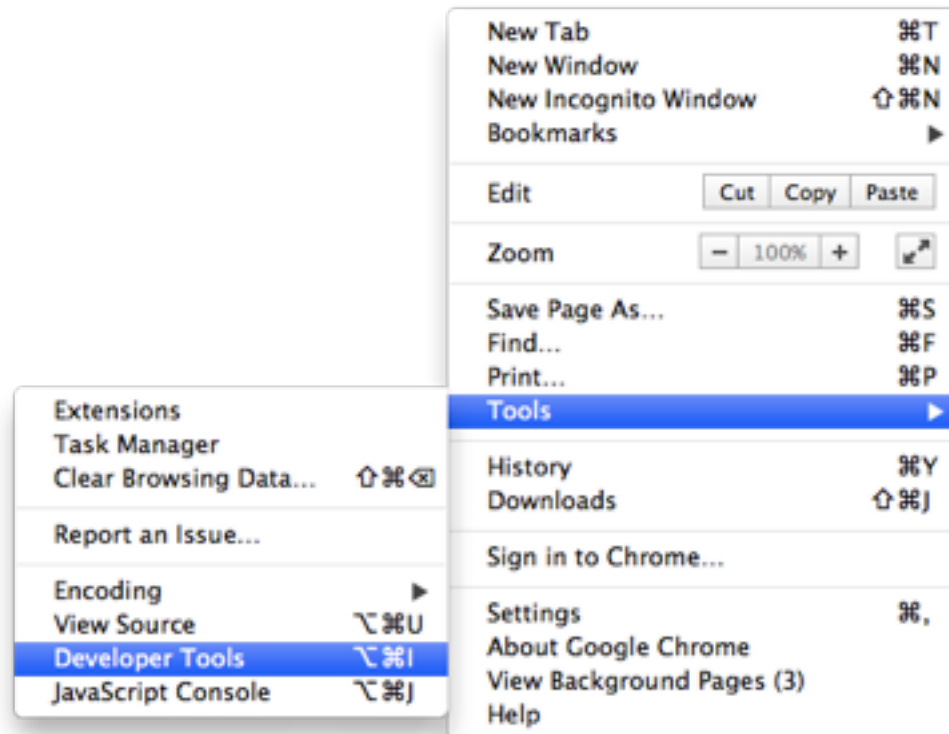 New Tab ⌘T
New Window ⌘N
New Incognito Window ⇧⌘N
Bookmarks ▶
Edit Cut Copy Paste
Zoom − 100% +
Save Page As... ⌘S
Find... ⌘F
Print... ⌘P
Tools ▶
History ⌘Y
Downloads ⇧⌘J
Sign in to Chrome...
Settings ⌘,
About Google Chrome
View Background Pages (3)
Help
Extensions
Task Manager
Clear Browsing Data... ⇧⌘⌫
Report an Issue...
Encoding ▶
View Source ⌥⌘U
Developer Tools ⌥⌘I
JavaScript Console ⌥⌘J